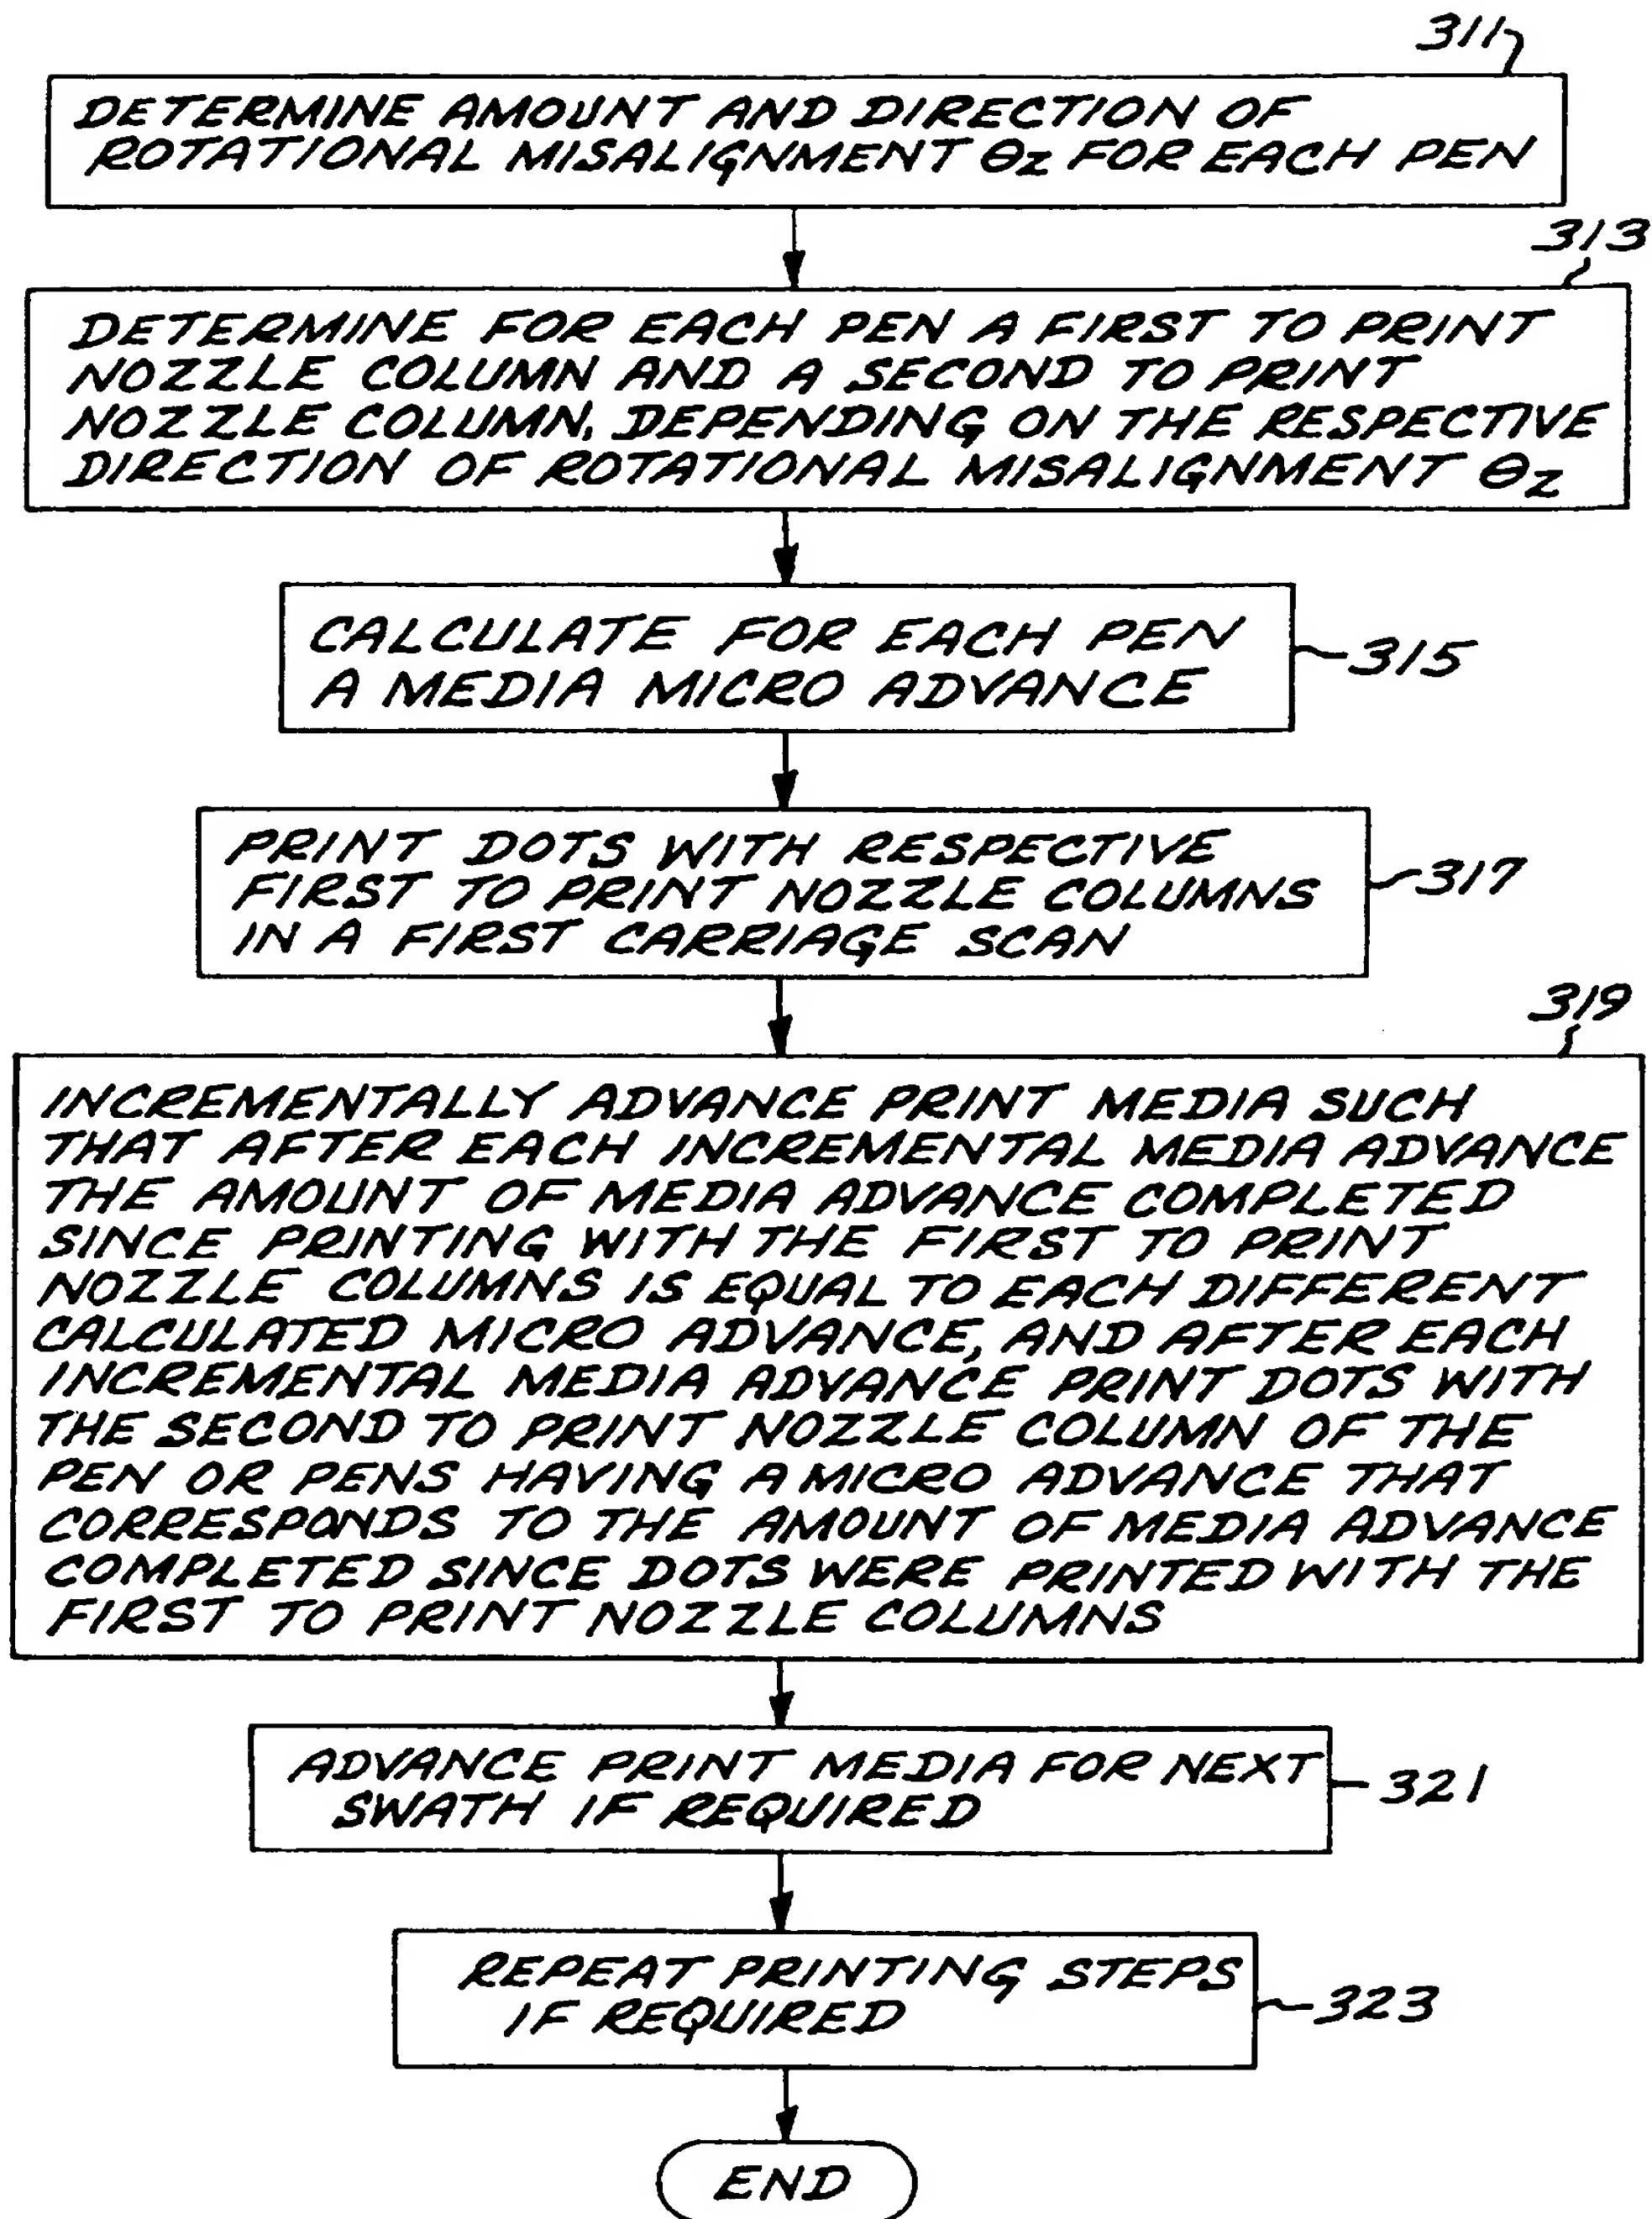 311
DETERMINE AMOUNT AND DIRECTION OF
ROTATIONAL MISALIGNMENT θz FOR EACH PEN
313
DETERMINE FOR EACH PEN A FIRST TO PRINT
NOZZLE COLUMN AND A SECOND TO PRINT
NOZZLE COLUMN, DEPENDING ON THE RESPECTIVE
DIRECTION OF ROTATIONAL MISALIGNMENT θz
CALCULATE FOR EACH PEN
A MEDIA MICRO ADVANCE
315
PRINT DOTS WITH RESPECTIVE
FIRST TO PRINT NOZZLE COLUMNS
IN A FIRST CARRIAGE SCAN
317
319
INCREMENTALLY ADVANCE PRINT MEDIA SUCH
THAT AFTER EACH INCREMENTAL MEDIA ADVANCE
THE AMOUNT OF MEDIA ADVANCE COMPLETED
SINCE PRINTING WITH THE FIRST TO PRINT
NOZZLE COLUMNS IS EQUAL TO EACH DIFFERENT
CALCULATED MICRO ADVANCE, AND AFTER EACH
INCREMENTAL MEDIA ADVANCE PRINT DOTS WITH
THE SECOND TO PRINT NOZZLE COLUMN OF THE
PEN OR PENS HAVING A MICRO ADVANCE THAT
CORRESPONDS TO THE AMOUNT OF MEDIA ADVANCE
COMPLETED SINCE DOTS WERE PRINTED WITH THE
FIRST TO PRINT NOZZLE COLUMNS
ADVANCE PRINT MEDIA FOR NEXT
SWATH IF REQUIRED
321
REPEAT PRINTING STEPS
IF REQUIRED
323
END